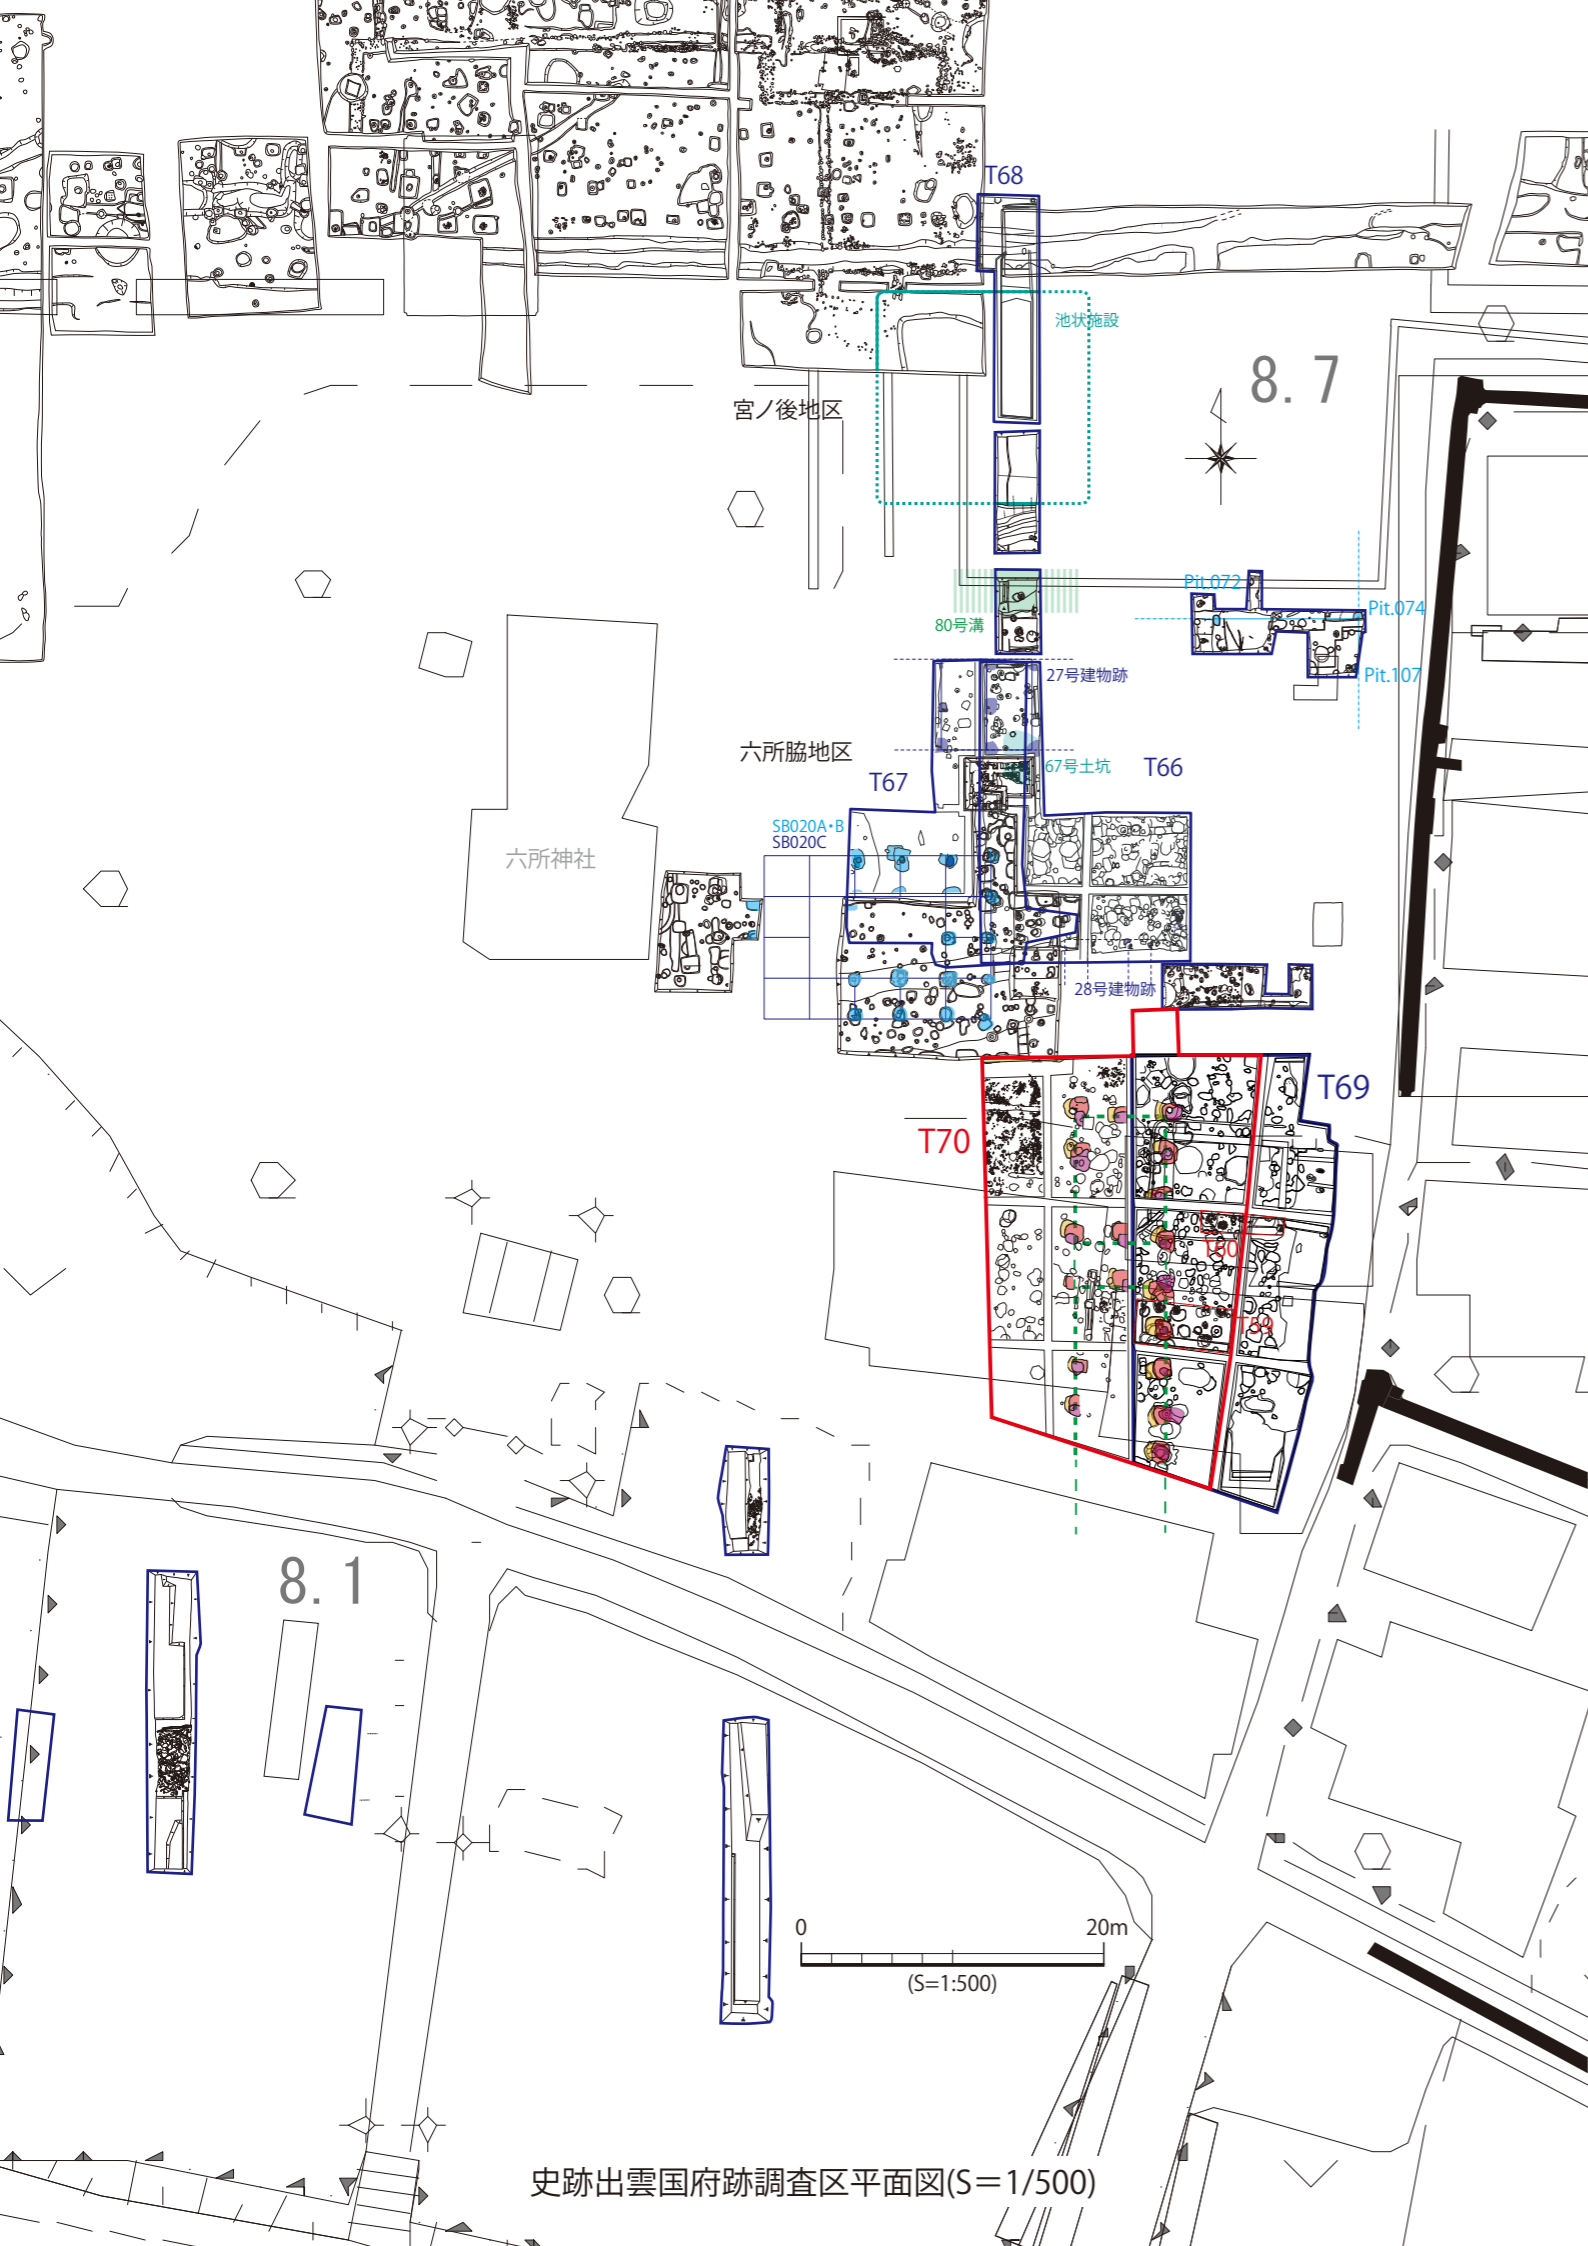 T68
池状施設
8.7
宮ノ後地区
Pit.072
Pit.074
80号溝
Pit.107
27号建物跡
六所脇地区
67号土坑
T66
T67
SB020A・B
SB020C
六所神社
28号建物跡
T69
T70
T60
T59
8.1
0
20m
(S=1:500)
史跡出雲国府跡調査区平面図(S＝1/500)